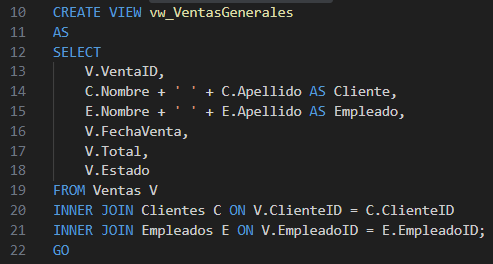 10 CREATE VIEW vw_VentasGenerales
11 AS
12 SELECT
13     V.VentaID,
14     C.Nombre + ' ' + C.Apellido AS Cliente,
15     E.Nombre + ' ' + E.Apellido AS Empleado,
16     V.FechaVenta,
17     V.Total,
18     V.Estado
19 FROM Ventas V
20 INNER JOIN Clientes C ON V.ClienteID = C.ClienteID
21 INNER JOIN Empleados E ON V.EmpleadoID = E.EmpleadoID;
22 GO